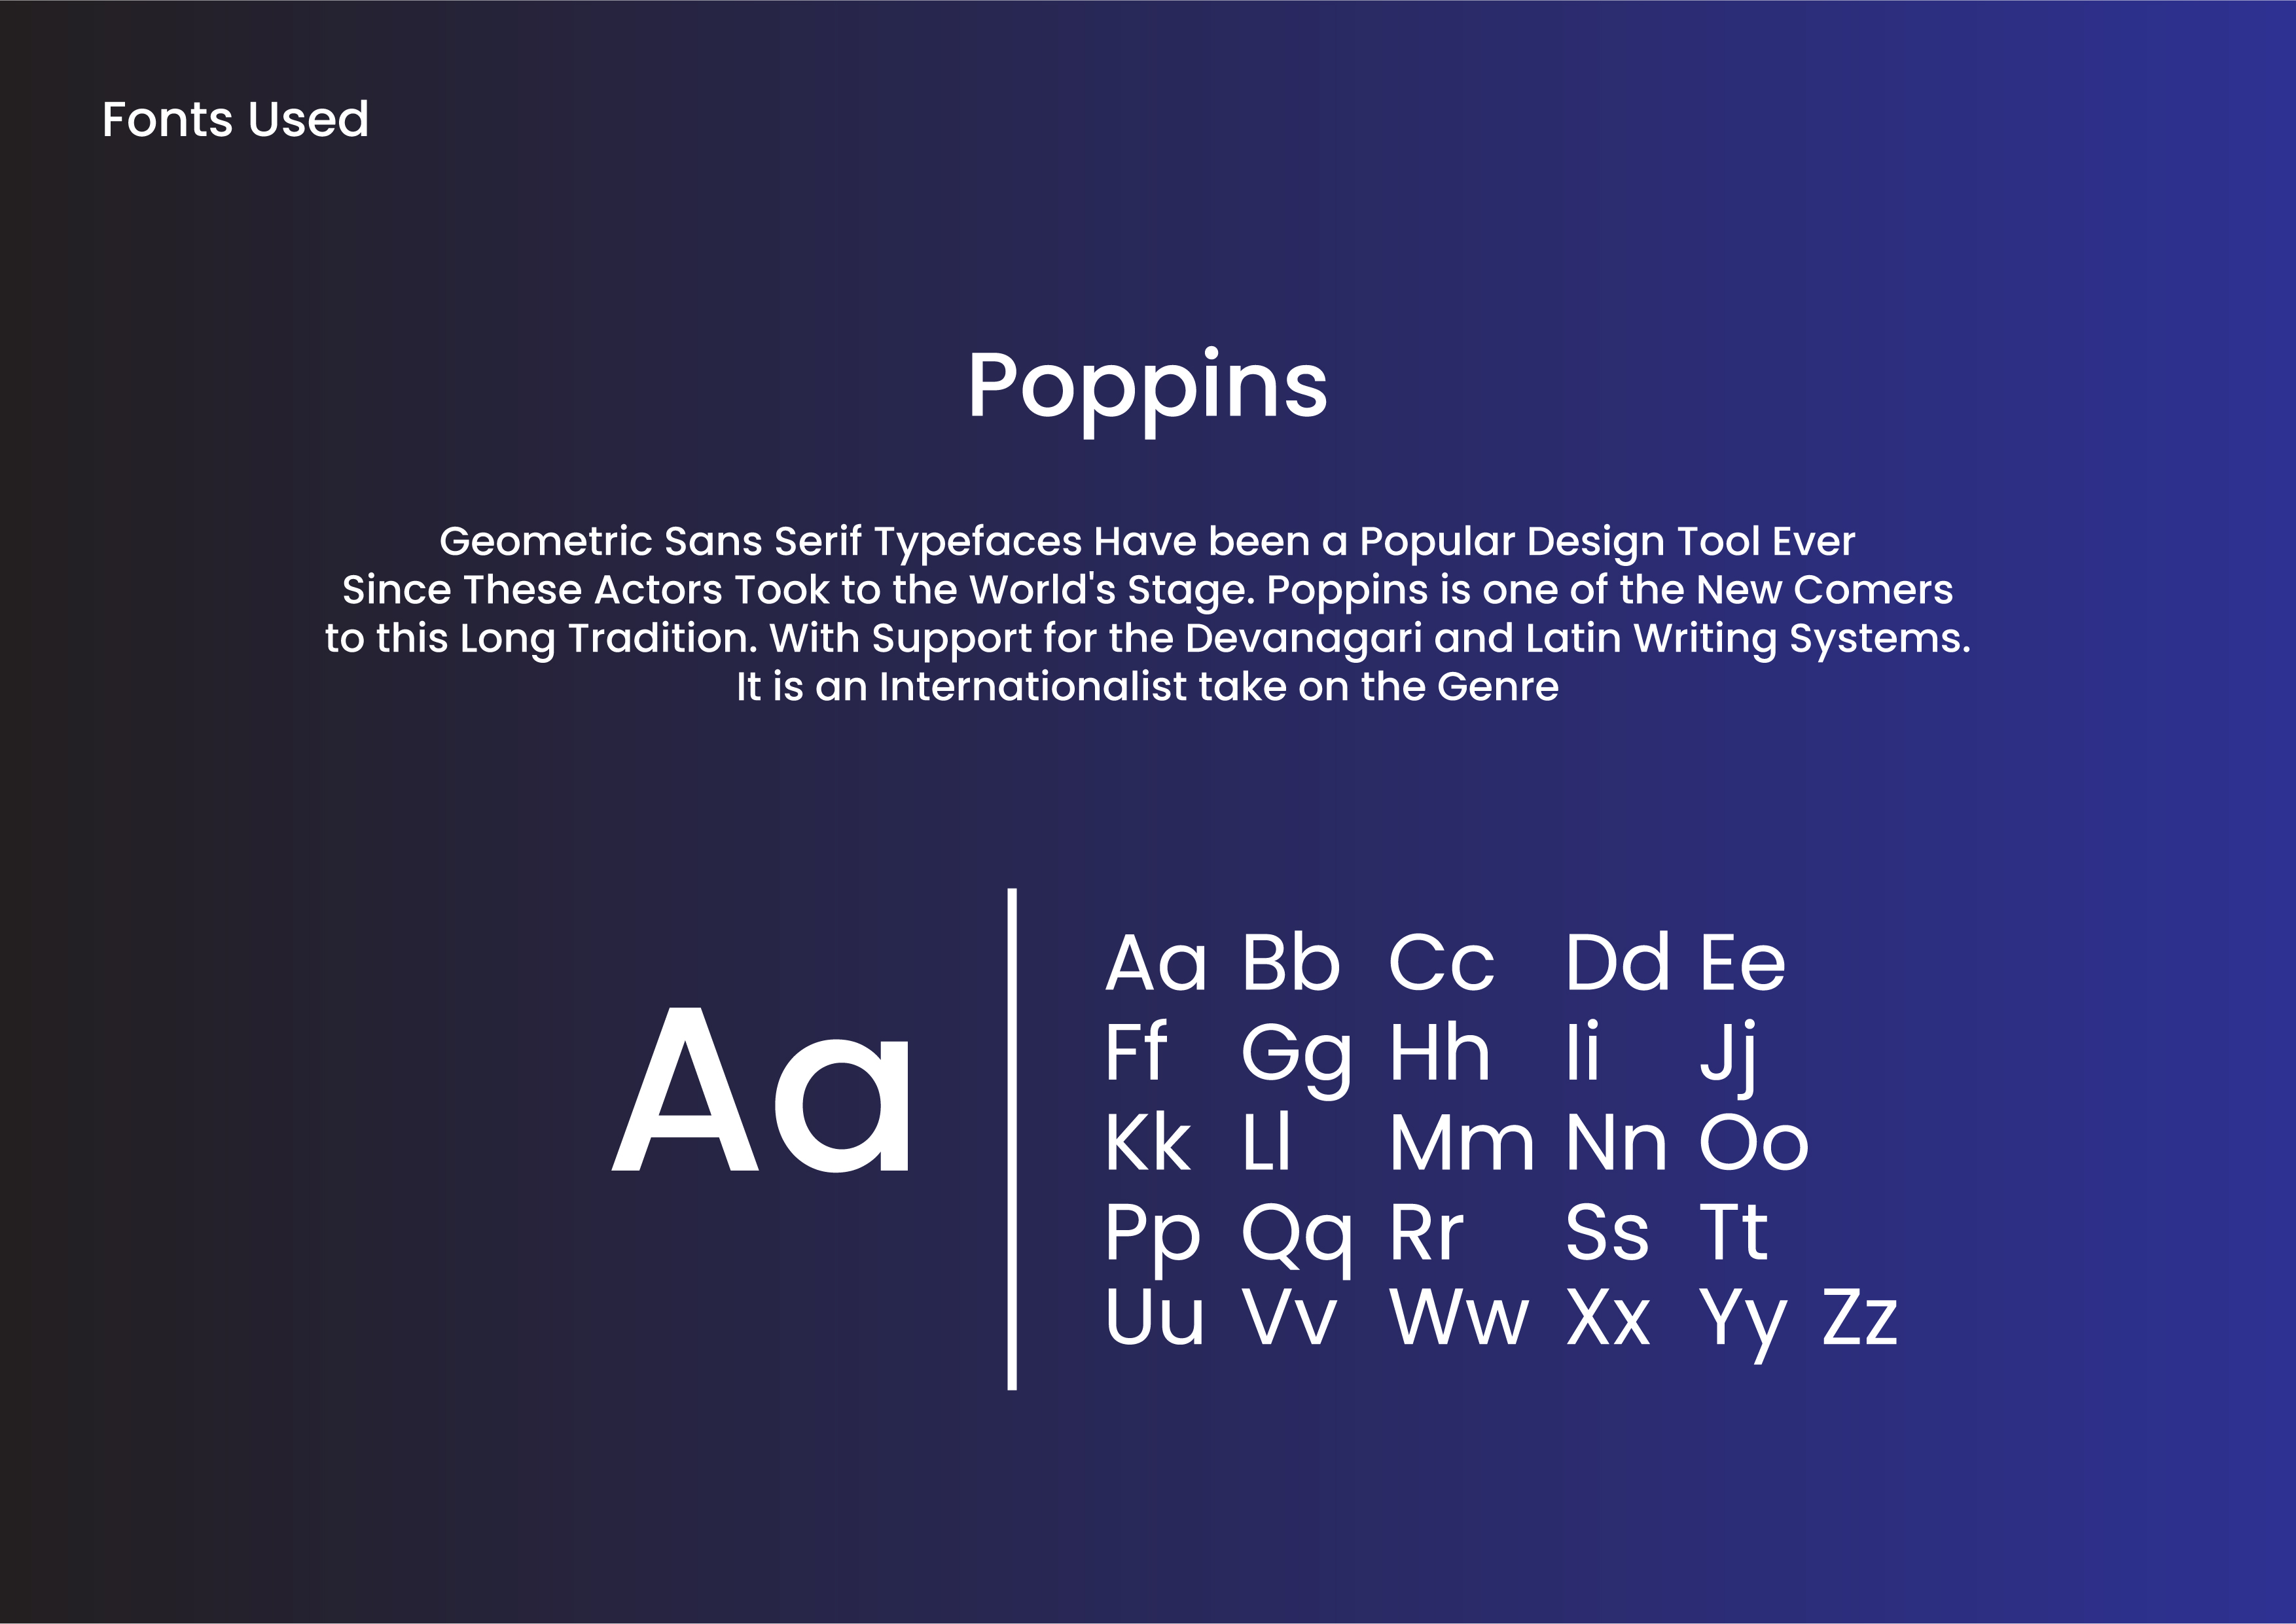 Fonts Used
Poppins
Geometric Sans Serif Typefaces Have been a Popular Design Tool Ever
Since These Actors Took to the World's Stage. Poppins is one of the New Comers
to this Long Tradition. With Support for the Devanagari and Latin Writing Systems.
It is an Internationalist take on the Genre
Aa
Aa Bb Cc Dd Ee
Ff Gg Hh Ii Jj
Kk Ll Mm Nn Oo
Pp Qq Rr Ss Tt
Uu Vv Ww Xx Yy Zz